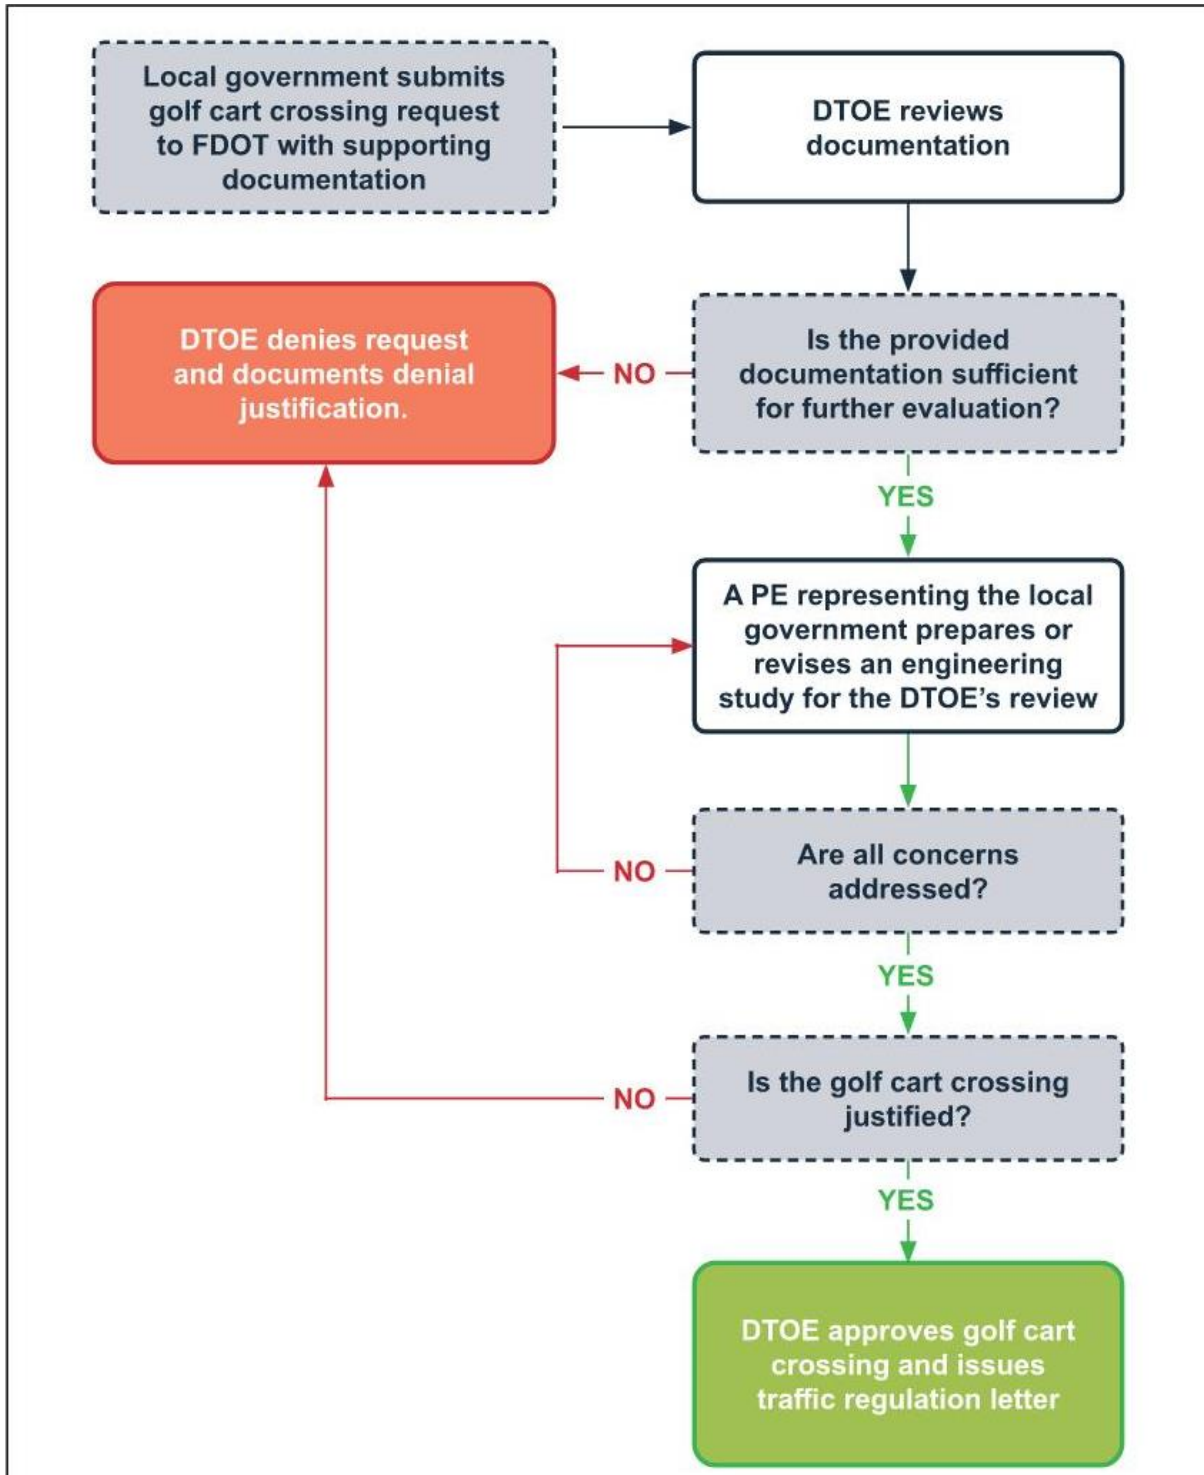 Local government submits
golf cart crossing request
to FDOT with supporting
documentation
DTOE reviews
documentation
DTOE denies request
and documents denial
justification.
NO
Is the provided
documentation sufficient
for further evaluation?
YES
A PE representing the local
government prepares or
revises an engineering
study for the DTOE’s review
NO
Are all concerns
addressed?
YES
NO
Is the golf cart crossing
justified?
YES
DTOE approves golf cart
crossing and issues
traffic regulation letter